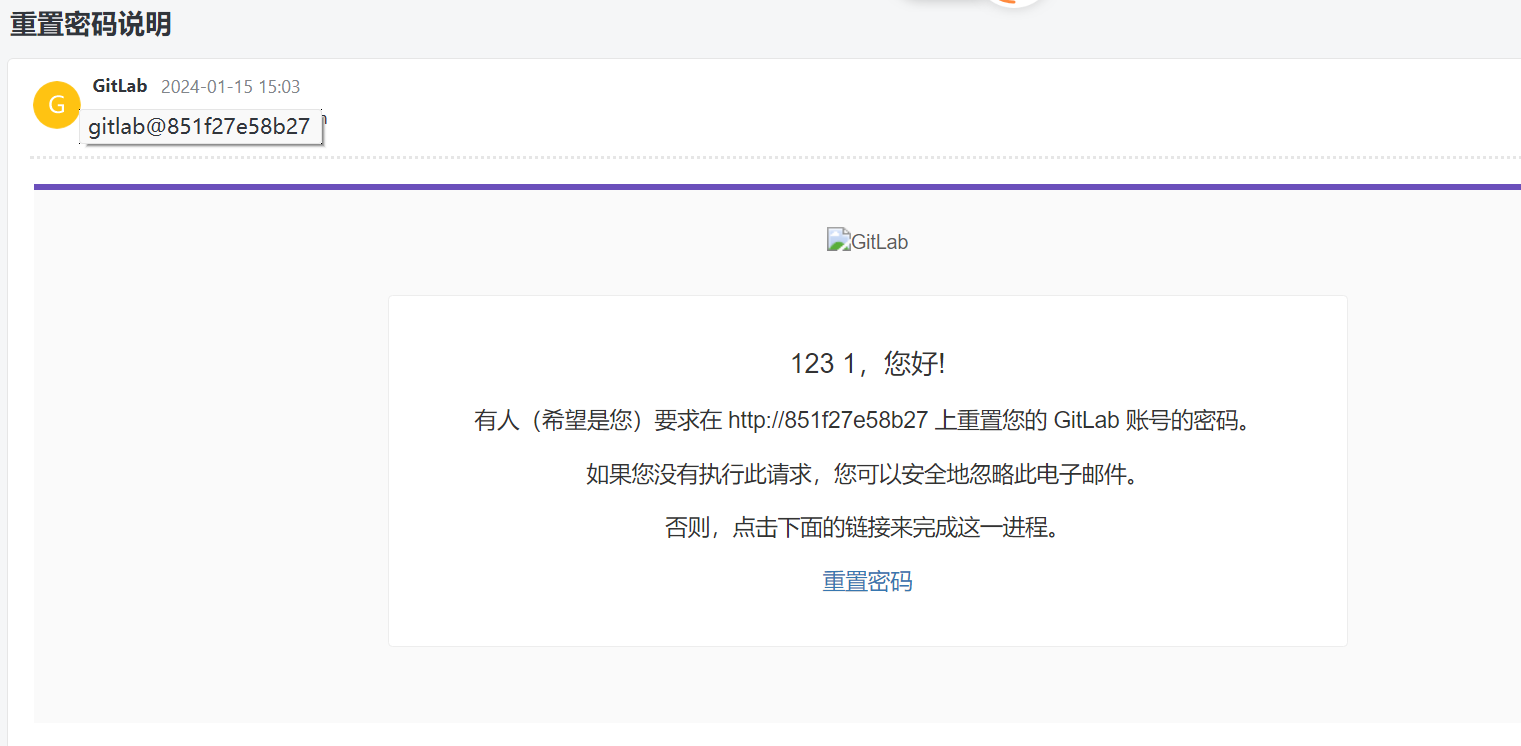 重置密码说明
GitLab 2024-01-15 15:03
G
gitlab@851f27e58b27
GitLab
123 1，您好!
有人（希望是您）要求在 http://851f27e58b27 上重置您的 GitLab 账号的密码。
如果您没有执行此请求，您可以安全地忽略此电子邮件。
否则，点击下面的链接来完成这一进程。
重置密码